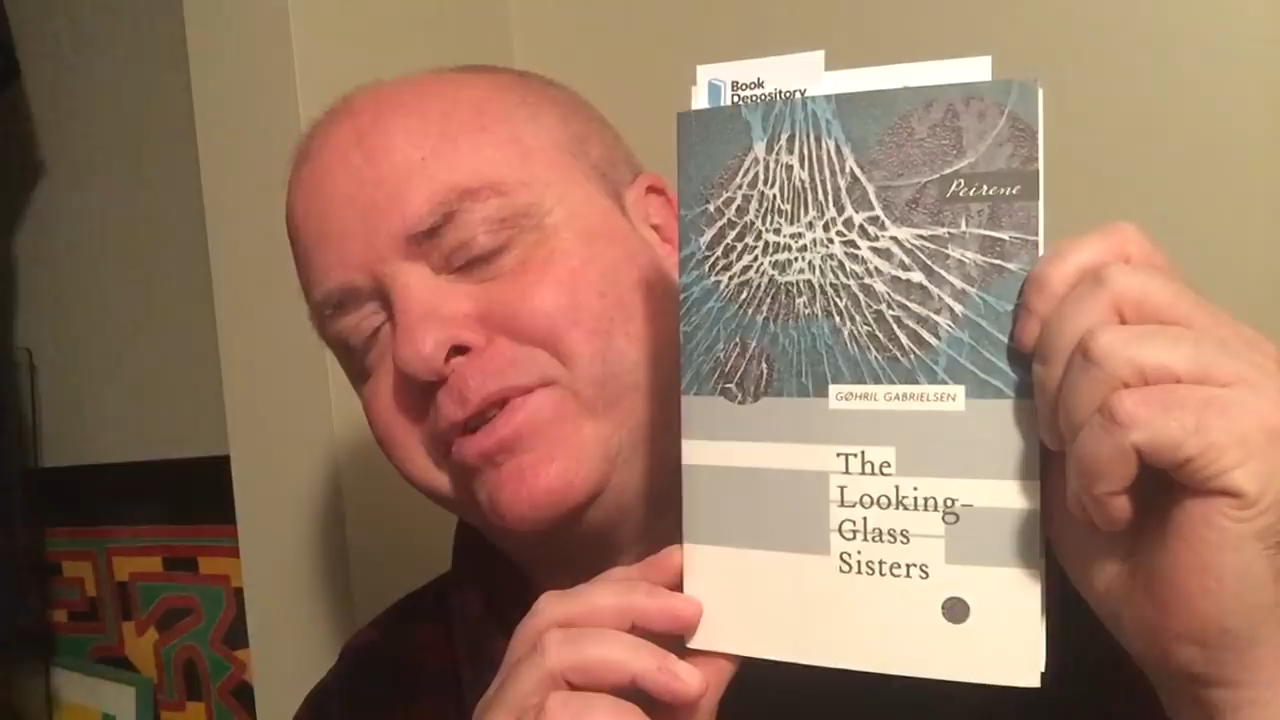 Book
Depository
Peirene
GØHRIL GABRIELSEN
The
Looking-
Glass
Sisters